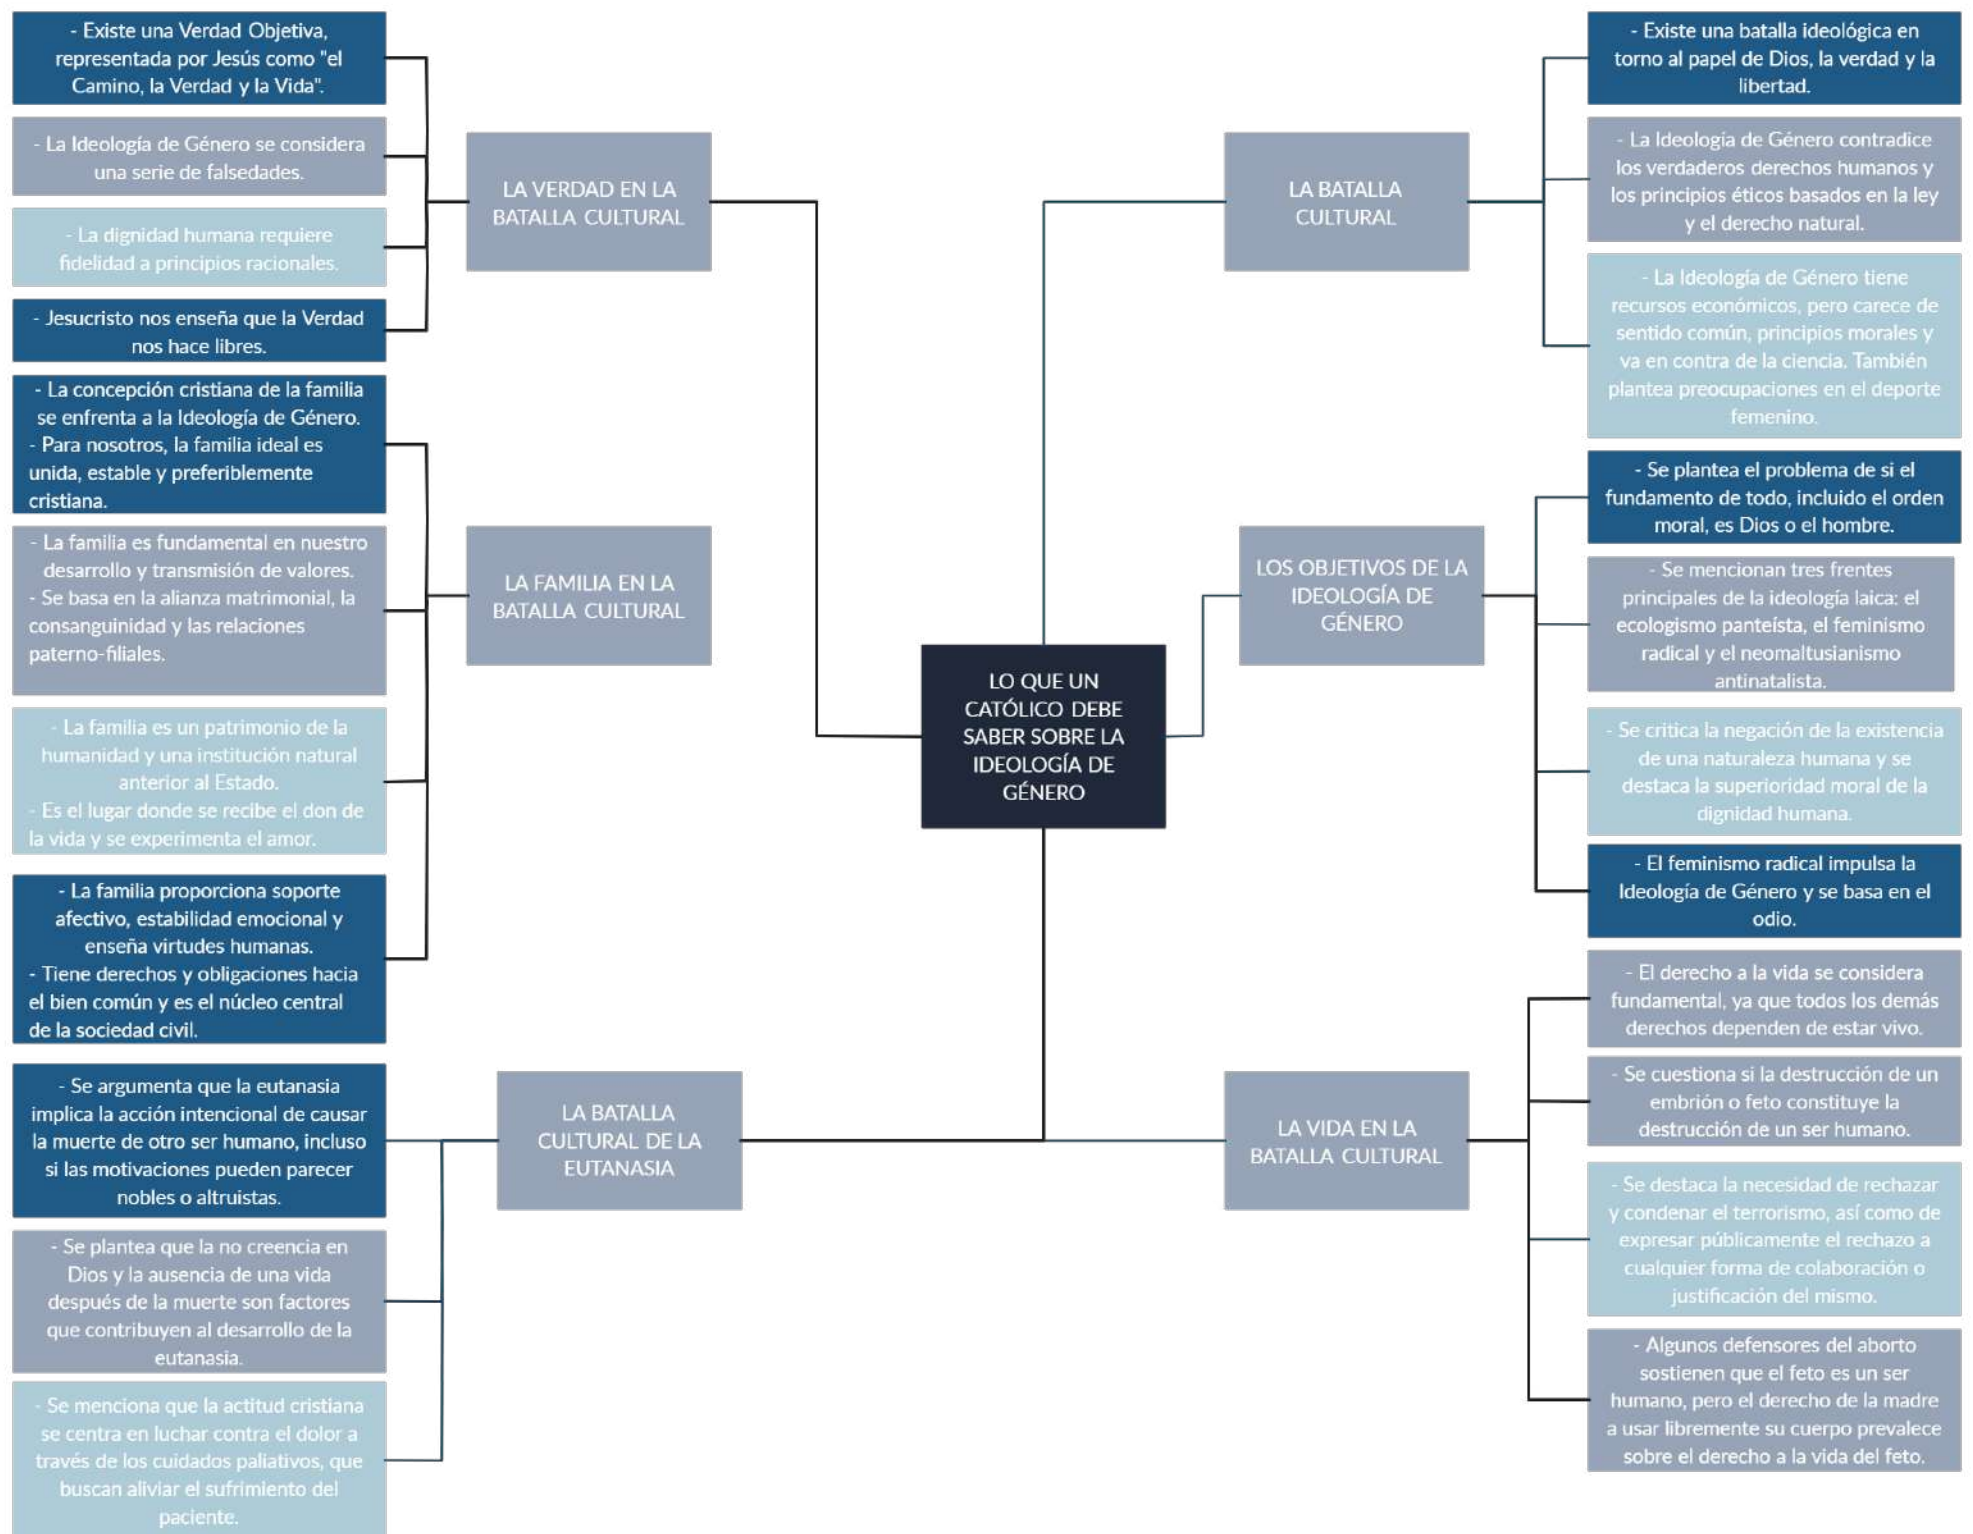 - Existe una Verdad Objetiva,
representada por Jesús como "el
Camino, la Verdad y la Vida".
- La Ideología de Género se considera
una serie de falsedades.
- La dignidad humana requiere
fidelidad a principios racionales.
- Jesucristo nos enseña que la Verdad
nos hace libres.
LA VERDAD EN LA
BATALLA CULTURAL
- La concepción cristiana de la familia
se enfrenta a la Ideología de Género.
- Para nosotros, la familia ideal es
unida, estable y preferiblemente
cristiana.
- La familia es fundamental en nuestro
desarrollo y transmisión de valores.
- Se basa en la alianza matrimonial, la
consanguinidad y las relaciones
paterno-filiales.
- La familia es un patrimonio de la
humanidad y una institución natural
anterior al Estado.
- Es el lugar donde se recibe el don de
la vida y se experimenta el amor.
- La familia proporciona soporte
afectivo, estabilidad emocional y
enseña virtudes humanas.
- Tiene derechos y obligaciones hacia
el bien común y es el núcleo central
de la sociedad civil.
LA FAMILIA EN LA
BATALLA CULTURAL
- Se argumenta que la eutanasia
implica la acción intencional de causar
la muerte de otro ser humano, incluso
si las motivaciones pueden parecer
nobles o altruistas.
- Se plantea que la no creencia en
Dios y la ausencia de una vida
después de la muerte son factores
que contribuyen al desarrollo de la
eutanasia.
- Se menciona que la actitud cristiana
se centra en luchar contra el dolor a
través de los cuidados paliativos, que
buscan aliviar el sufrimiento del
paciente.
LA BATALLA
CULTURAL DE LA
EUTANASIA
LO QUE UN
CATÓLICO DEBE
SABER SOBRE LA
IDEOLOGÍA DE
GÉNERO
LA BATALLA
CULTURAL
- Existe una batalla ideológica en
torno al papel de Dios, la verdad y la
libertad.
- La Ideología de Género contradice
los verdaderos derechos humanos y
los principios éticos basados en la ley
y el derecho natural.
- La Ideología de Género tiene
recursos económicos, pero carece de
sentido común, principios morales y
va en contra de la ciencia. También
plantea preocupaciones en el deporte
femenino.
LOS OBJETIVOS DE LA
IDEOLOGÍA DE
GÉNERO
- Se plantea el problema de si el
fundamento de todo, incluido el orden
moral, es Dios o el hombre.
- Se mencionan tres frentes
principales de la ideología laica: el
ecologismo panteísta, el feminismo
radical y el neomaltusianismo
antinatalista.
- Se critica la negación de la existencia
de una naturaleza humana y se
destaca la superioridad moral de la
dignidad humana.
- El feminismo radical impulsa la
Ideología de Género y se basa en el
odio.
LA VIDA EN LA
BATALLA CULTURAL
- El derecho a la vida se considera
fundamental, ya que todos los demás
derechos dependen de estar vivo.
- Se cuestiona si la destrucción de un
embrión o feto constituye la
destrucción de un ser humano.
- Se destaca la necesidad de rechazar
y condenar el terrorismo, así como de
expresar públicamente el rechazo a
cualquier forma de colaboración o
justificación del mismo.
- Algunos defensores del aborto
sostienen que el feto es un ser
humano, pero el derecho de la madre
a usar libremente su cuerpo prevalece
sobre el derecho a la vida del feto.